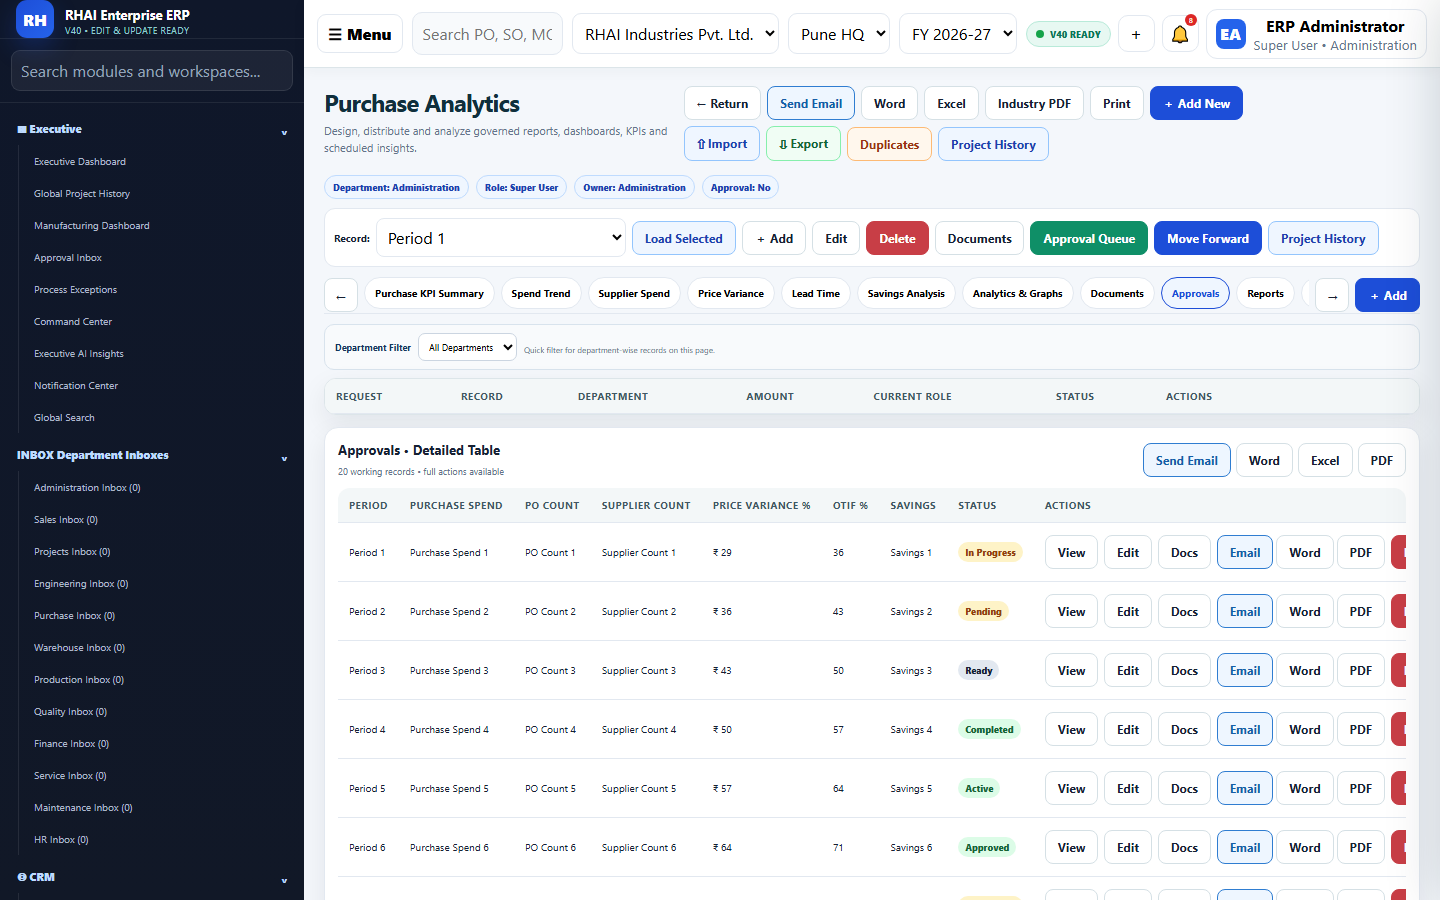 RH
RHAI Enterprise ERP
V40 • EDIT & UPDATE READY
Search modules and workspaces...
Executive
Executive Dashboard
Global Project History
Manufacturing Dashboard
Approval Inbox
Process Exceptions
Command Center
Executive AI Insights
Notification Center
Global Search
INBOX Department Inboxes
Administration Inbox (0)
Sales Inbox (0)
Projects Inbox (0)
Engineering Inbox (0)
Purchase Inbox (0)
Warehouse Inbox (0)
Production Inbox (0)
Quality Inbox (0)
Finance Inbox (0)
Service Inbox (0)
Maintenance Inbox (0)
HR Inbox (0)
CRM
☰ Menu
Search PO, SO, MO
RHAI Industries Pvt. Ltd.
Pune HQ
FY 2026-27
V40 READY
+
8
EA
ERP Administrator
Super User • Administration
Purchase Analytics
Design, distribute and analyze governed reports, dashboards, KPIs and
scheduled insights.
← Return
Send Email
Word
Excel
Industry PDF
Print
+ Add New
⇧ Import
⇩ Export
Duplicates
Project History
Department: Administration
Role: Super User
Owner: Administration
Approval: No
Record:
Period 1
Load Selected
+ Add
Edit
Delete
Documents
Approval Queue
Move Forward
Project History
←
Purchase KPI Summary
Spend Trend
Supplier Spend
Price Variance
Lead Time
Savings Analysis
Analytics & Graphs
Documents
Approvals
Reports
→
+ Add
Department Filter
All Departments
Quick filter for department-wise records on this page.
REQUEST RECORD DEPARTMENT AMOUNT CURRENT ROLE STATUS ACTIONS
Approvals • Detailed Table
20 working records • full actions available
Send Email
Word
Excel
PDF
PERIOD PURCHASE SPEND PO COUNT SUPPLIER COUNT PRICE VARIANCE % OTIF % SAVINGS STATUS ACTIONS
Period 1 Purchase Spend 1 PO Count 1 Supplier Count 1 ₹ 29 36 Savings 1 In Progress View Edit Docs Email Word PDF
Period 2 Purchase Spend 2 PO Count 2 Supplier Count 2 ₹ 36 43 Savings 2 Pending View Edit Docs Email Word PDF
Period 3 Purchase Spend 3 PO Count 3 Supplier Count 3 ₹ 43 50 Savings 3 Ready View Edit Docs Email Word PDF
Period 4 Purchase Spend 4 PO Count 4 Supplier Count 4 ₹ 50 57 Savings 4 Completed View Edit Docs Email Word PDF
Period 5 Purchase Spend 5 PO Count 5 Supplier Count 5 ₹ 57 64 Savings 5 Active View Edit Docs Email Word PDF
Period 6 Purchase Spend 6 PO Count 6 Supplier Count 6 ₹ 64 71 Savings 6 Approved View Edit Docs Email Word PDF